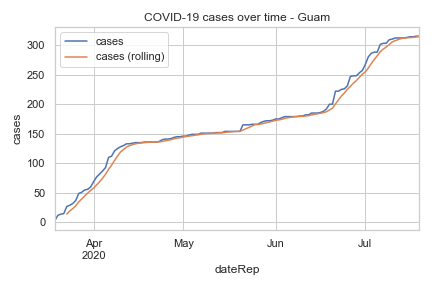 COVID-19 cases over time - Guam
cases
cases (rolling)
300
250
200
150
100
50
0
cases
Apr
2020
May
Jun
Jul
dateRep